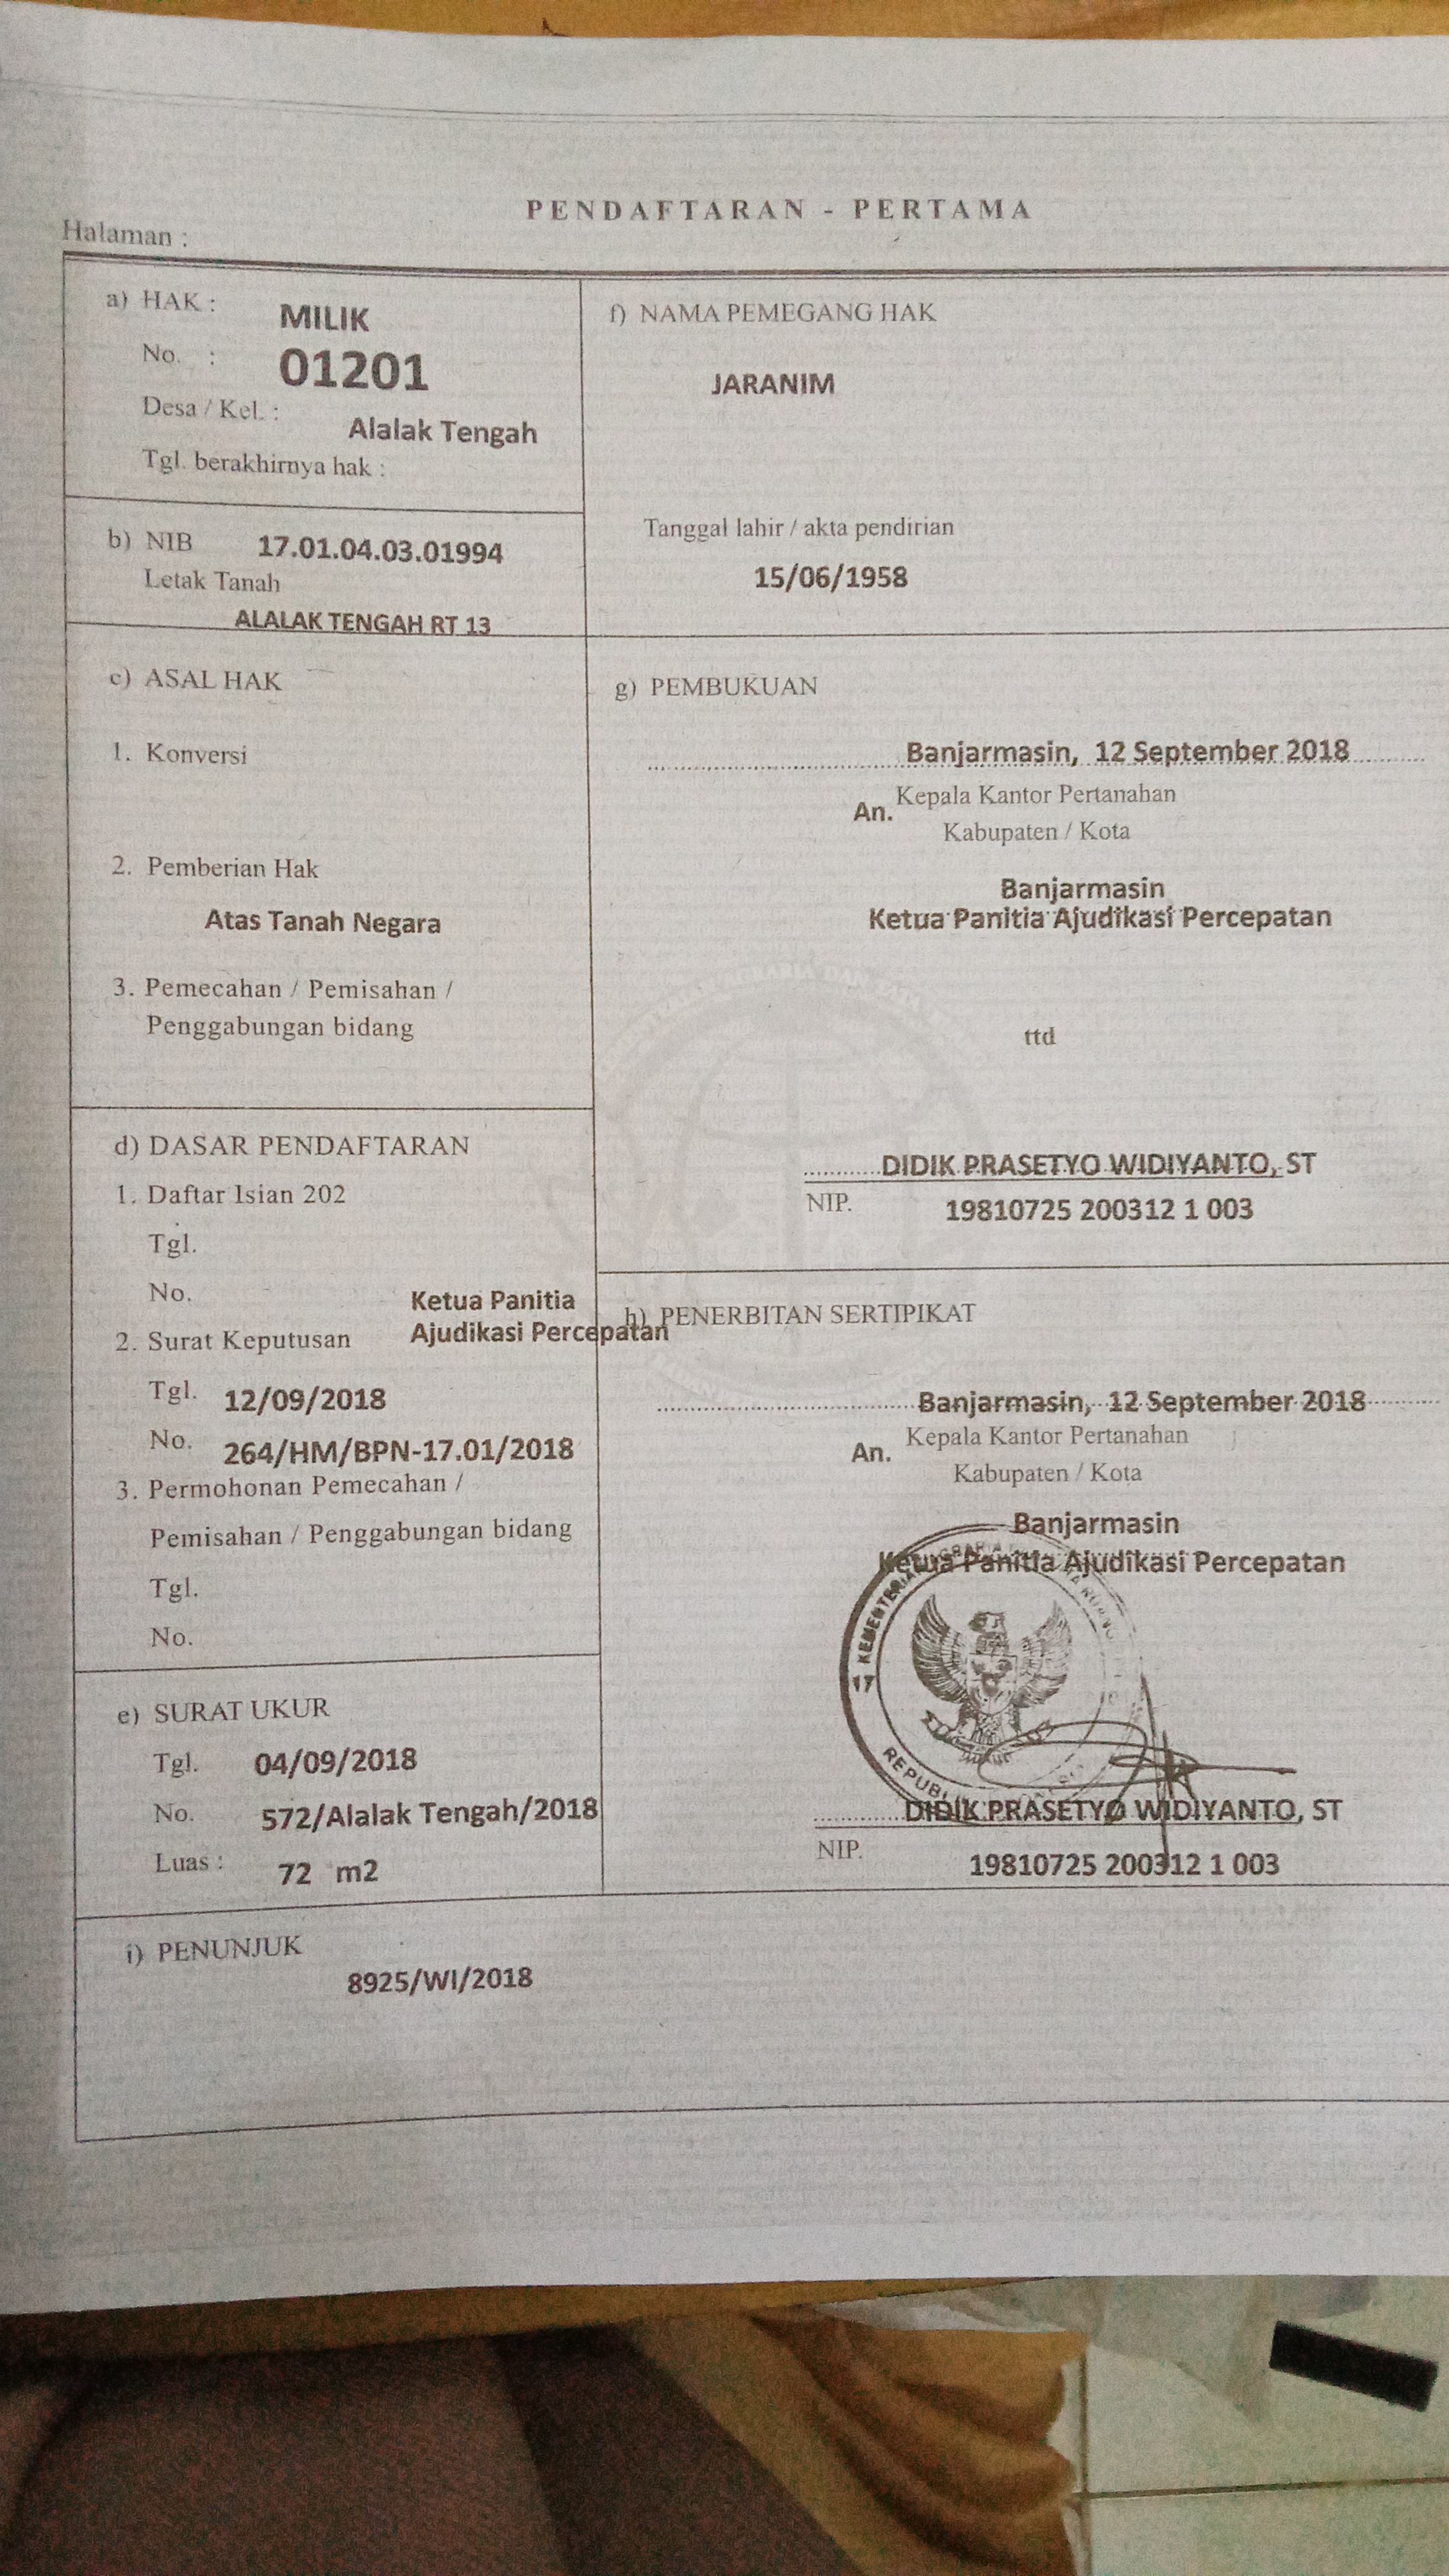 PENDAFTARAN - PERTAMA
Halaman :
a) HAK : MILIK
No. : 01201
Desa / Kel. : Alalak Tengah
Tgl. berakhirnya hak :
b) NIB 17.01.04.03.01994
Letak Tanah
ALALAK TENGAH RT 13
c) ASAL HAK
1. Konversi
2. Pemberian Hak
Atas Tanah Negara
3. Pemecahan / Pemisahan /
Penggabungan bidang
d) DASAR PENDAFTARAN
1. Daftar Isian 202
Tgl.
No.
Ketua Panitia
2. Surat Keputusan Ajudikasi Percepatan
Tgl. 12/09/2018
No. 264/HM/BPN-17.01/2018
3. Permohonan Pemecahan /
Pemisahan / Penggabungan bidang
Tgl.
No.
e) SURAT UKUR
Tgl. 04/09/2018
No. 572/Alalak Tengah/2018
Luas : 72 m2
f) NAMA PEMEGANG HAK
JARANIM
Tanggal lahir / akta pendirian
15/06/1958
g) PEMBUKUAN
Banjarmasin, 12 September 2018
An. Kepala Kantor Pertanahan
Kabupaten / Kota
Banjarmasin
Ketua Panitia Ajudikasi Percepatan
ttd
DIDIK PRASETYO WIDIYANTO, ST
NIP. 19810725 200312 1 003
h) PENERBITAN SERTIPIKAT
Banjarmasin, 12 September 2018
An. Kepala Kantor Pertanahan
Kabupaten / Kota
Banjarmasin
Ketua Panitia Ajudikasi Percepatan
17 KEMENTERIAN
DIDIK PRASETYO WIDIYANTO, ST
NIP. 19810725 200312 1 003
i) PENUNJUK
8925/WI/2018